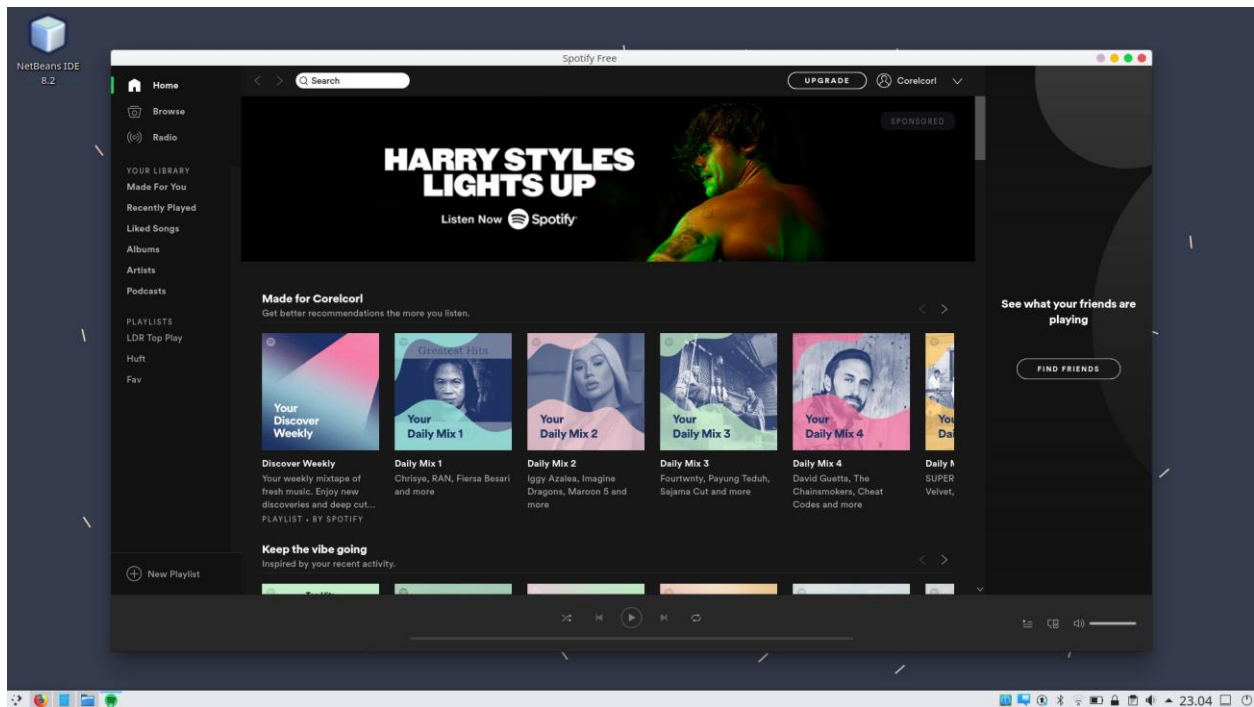 NetBeans IDE
8.2
Spotify Free
Home
Browse
Radio
YOUR LIBRARY
Made For You
Recently Played
Liked Songs
Albums
Artists
Podcasts
PLAYLISTS
LDR Top Play
Huft
Fav
New Playlist
Search
UPGRADE
Corelcorl
SPONSORED
HARRY STYLES
LIGHTS UP
Listen Now Spotify
Made for Corelcorl
Get better recommendations the more you listen.
Your
Discover
Weekly
Discover Weekly
Your weekly mixtape of
fresh music. Enjoy new
discoveries and deep cut...
PLAYLIST • BY SPOTIFY
Greatest Hits
Your
Daily Mix 1
Daily Mix 1
Chrisye, RAN, Fiersa Besari
and more
Your
Daily Mix 2
Daily Mix 2
Iggy Azalea, Imagine
Dragons, Maroon 5 and
more
Your
Daily Mix 3
Daily Mix 3
Fourtwnty, Payung Teduh,
Sajama Cut and more
Your
Daily Mix 4
Daily Mix 4
David Guetta, The
Chainsmokers, Cheat
Codes and more
You
Dai
Daily
SUPER
Velvet,
Keep the vibe going
Inspired by your recent activity.
See what your friends are
playing
FIND FRIENDS
23.04